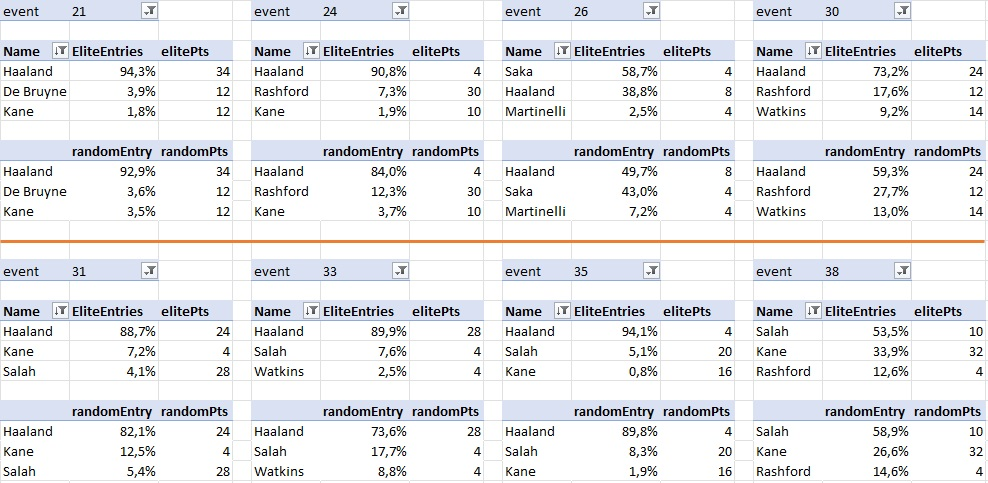 event 21 event 24 event 26 event 30
Name EliteEntries elitePts Name EliteEntries elitePts Name EliteEntries elitePts Name EliteEntries elitePts
Haaland 94,3% 34 Haaland 90,8% 4 Saka 58,7% 4 Haaland 73,2% 24
De Bruyne 3,9% 12 Rashford 7,3% 30 Haaland 38,8% 8 Rashford 17,6% 12
Kane 1,8% 12 Kane 1,9% 10 Martinelli 2,5% 4 Watkins 9,2% 14
randomEntry randomPts randomEntry randomPts randomEntry randomPts randomEntry randomPts
Haaland 92,9% 34 Haaland 84,0% 4 Haaland 49,7% 8 Haaland 59,3% 24
De Bruyne 3,6% 12 Rashford 12,3% 30 Saka 43,0% 4 Rashford 27,7% 12
Kane 3,5% 12 Kane 3,7% 10 Martinelli 7,2% 4 Watkins 13,0% 14
event 31 event 33 event 35 event 38
Name EliteEntries elitePts Name EliteEntries elitePts Name EliteEntries elitePts Name EliteEntries elitePts
Haaland 88,7% 24 Haaland 89,9% 28 Haaland 94,1% 4 Salah 53,5% 10
Kane 7,2% 4 Salah 7,6% 4 Salah 5,1% 20 Kane 33,9% 32
Salah 4,1% 28 Watkins 2,5% 4 Kane 0,8% 16 Rashford 12,6% 4
randomEntry randomPts randomEntry randomPts randomEntry randomPts randomEntry randomPts
Haaland 82,1% 24 Haaland 73,6% 28 Haaland 89,8% 4 Salah 58,9% 10
Kane 12,5% 4 Salah 17,7% 4 Salah 8,3% 20 Kane 26,6% 32
Salah 5,4% 28 Watkins 8,8% 4 Kane 1,9% 16 Rashford 14,6% 4